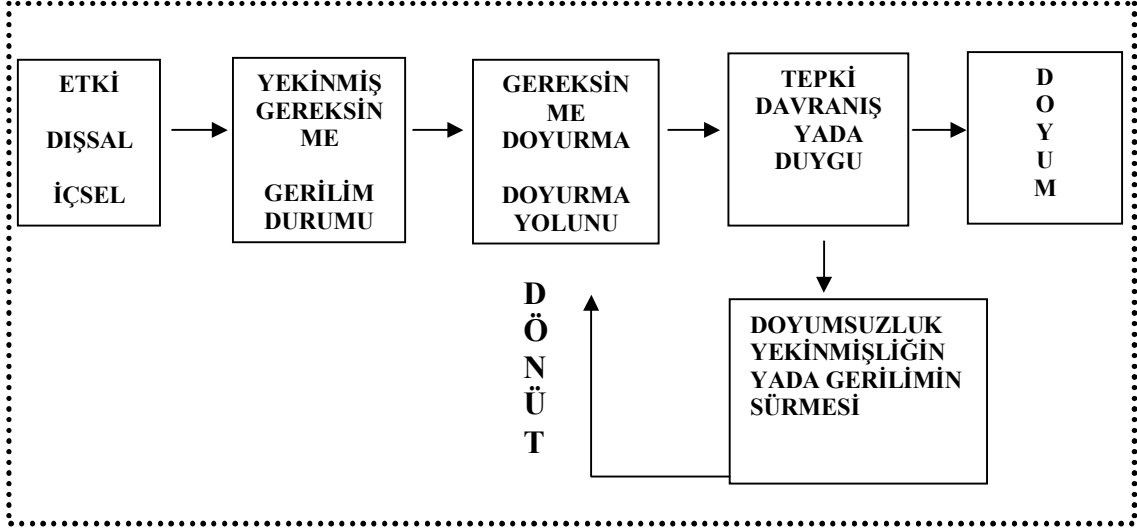 ETKİ
DIŞSAL
İÇSEL
YEKİNMİŞ
GEREKSİN
ME
GERİLİM
DURUMU
GEREKSİN
ME
DOYURMA
DOYURMA
YOLUNU
TEPKİ
DAVRANIŞ
YADA
DUYGU
D
O
Y
U
M
D
Ö
N
Ü
T
DOYUMSUZLUK
YEKİNMİŞLİĞİN
YADA GERİLİMİN
SÜRMESİ